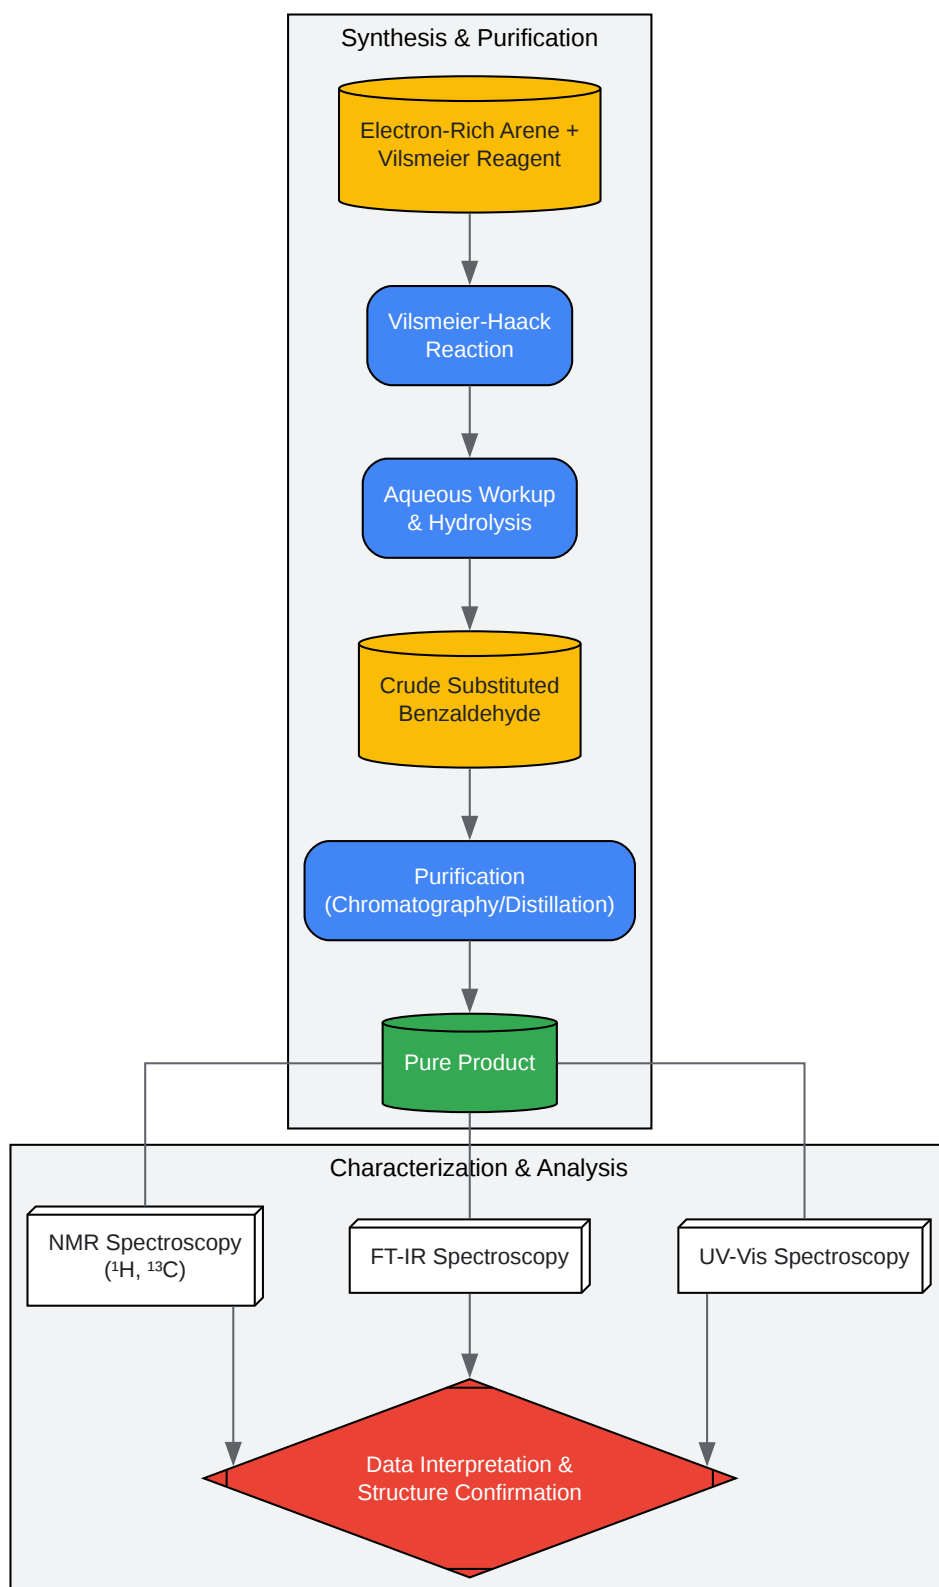 Synthesis & Purification
Electron-Rich Arene +
Vilsmeier Reagent
Vilsmeier-Haack
Reaction
Aqueous Workup
& Hydrolysis
Crude Substituted
Benzaldehyde
Purification
(Chromatography/Distillation)
Pure Product
Characterization & Analysis
NMR Spectroscopy
(¹H, ¹³C)
FT-IR Spectroscopy
UV-Vis Spectroscopy
Data Interpretation &
Structure Confirmation